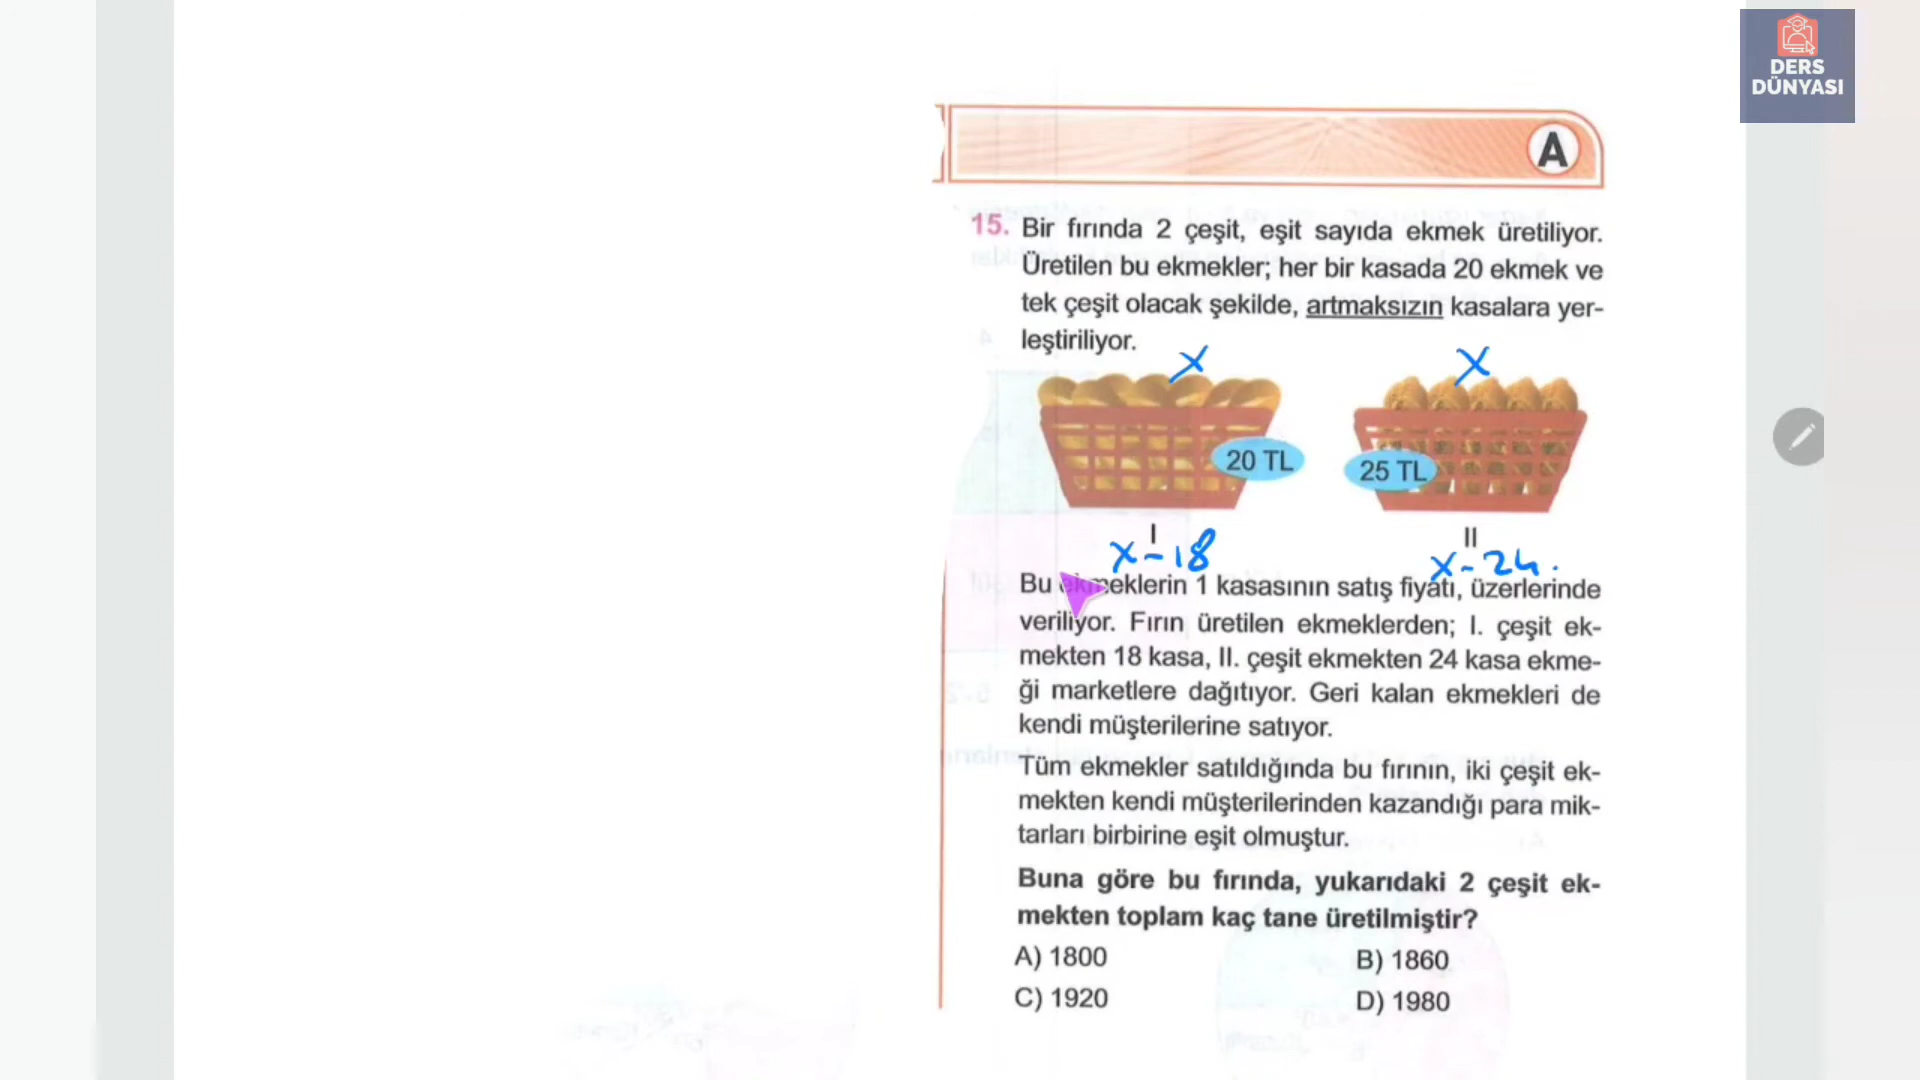 DERS
DÜNYASI
A
15. Bir fırında 2 çeşit, eşit sayıda ekmek üretiliyor.
Üretilen bu ekmekler; her bir kasada 20 ekmek ve
tek çeşit olacak şekilde, artmaksızın kasalara yer-
leştiriliyor.
x x
20 TL 25 TL
I II
x-18 x-24.
Bu ekmeklerin 1 kasasının satış fiyatı, üzerlerinde
veriliyor. Fırın üretilen ekmeklerden; I. çeşit ek-
mekten 18 kasa, II. çeşit ekmekten 24 kasa ekme-
ği marketlere dağıtıyor. Geri kalan ekmekleri de
kendi müşterilerine satıyor.
Tüm ekmekler satıldığında bu fırının, iki çeşit ek-
mekten kendi müşterilerinden kazandığı para mik-
tarları birbirine eşit olmuştur.
Buna göre bu fırında, yukarıdaki 2 çeşit ek-
mekten toplam kaç tane üretilmiştir?
A) 1800 B) 1860
C) 1920 D) 1980